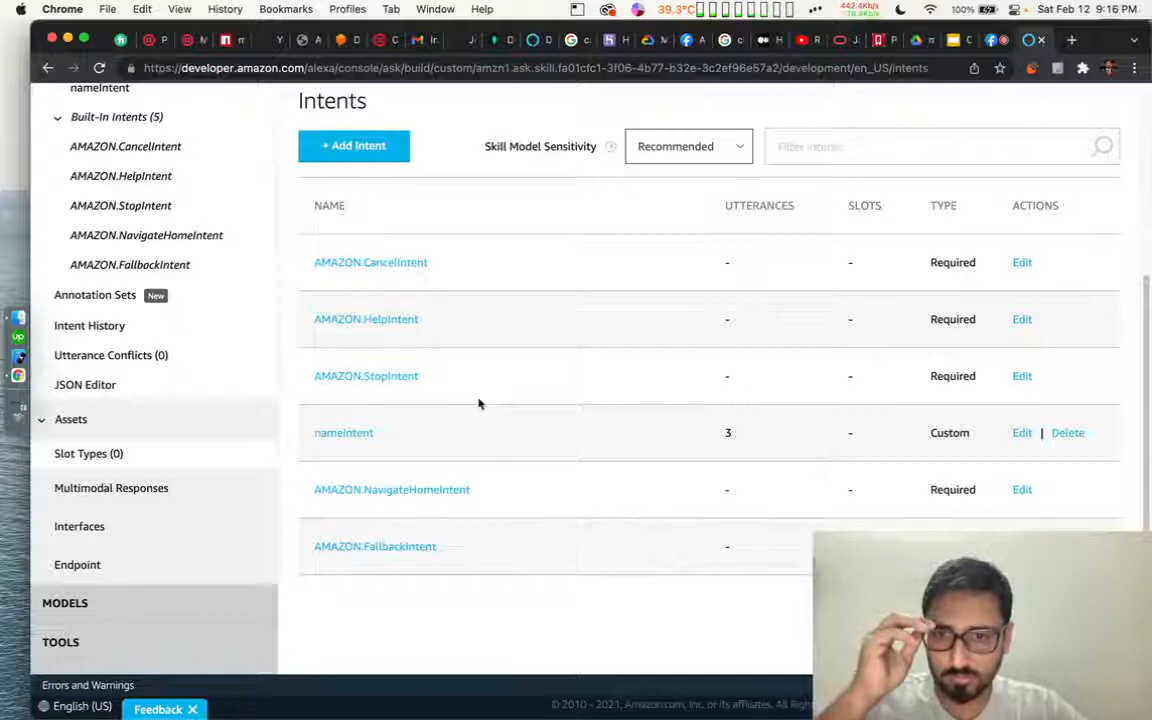 Chrome File Edit View History Bookmarks Profiles Tab Window Help 39.3°C 442.4Kb/s 100% Sat Feb 12 9:16 PM
https://developer.amazon.com/alexa/console/ask/build/custom/amzn1.ask.skill.fa01cfc1-3f06-4b77-b32e-3c2ef96e57a2/development/en_US/intents
nameIntent
Built-In Intents (5)
AMAZON.CancelIntent
AMAZON.HelpIntent
AMAZON.StopIntent
AMAZON.NavigateHomeIntent
AMAZON.FallbackIntent
Annotation Sets New
Intent History
Utterance Conflicts (0)
JSON Editor
Assets
Slot Types (0)
Multimodal Responses
Interfaces
Endpoint
MODELS
TOOLS
Intents
+ Add Intent Skill Model Sensitivity Recommended Filter Intents
NAME UTTERANCES SLOTS TYPE ACTIONS
AMAZON.CancelIntent - - Required Edit
AMAZON.HelpIntent - - Required Edit
AMAZON.StopIntent - - Required Edit
nameIntent 3 - Custom Edit | Delete
AMAZON.NavigateHomeIntent - - Required Edit
AMAZON.FallbackIntent -
Errors and Warnings
English (US) Feedback © 2010 - 2021, Amazon.com, Inc. or its affiliates. All Righ